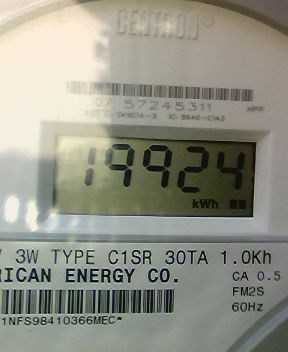 CENTRON®
07 57245311
19924
kWh
3W TYPE C1SR 30TA 1.0Kh
RICAN ENERGY CO.
CA 0.5
FM2S
60Hz
1NFS98410366MEC*